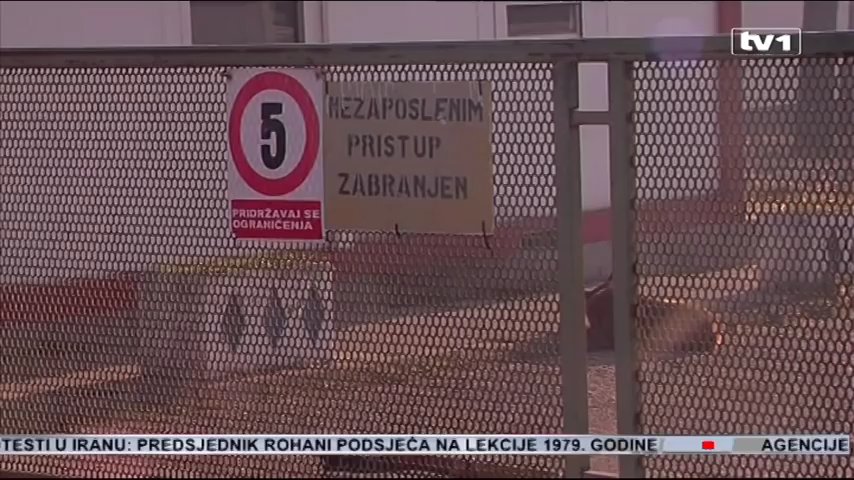 tv1
5
PRIDRŽAVAJ SE
OGRANIČENJA
NEZAPOSLENIM
PRISTUP
ZABRANJEN
TESTI U IRANU: PREDSJEDNIK ROHANI PODSJEĆA NA LEKCIJE 1979. GODINE
AGENCIJE